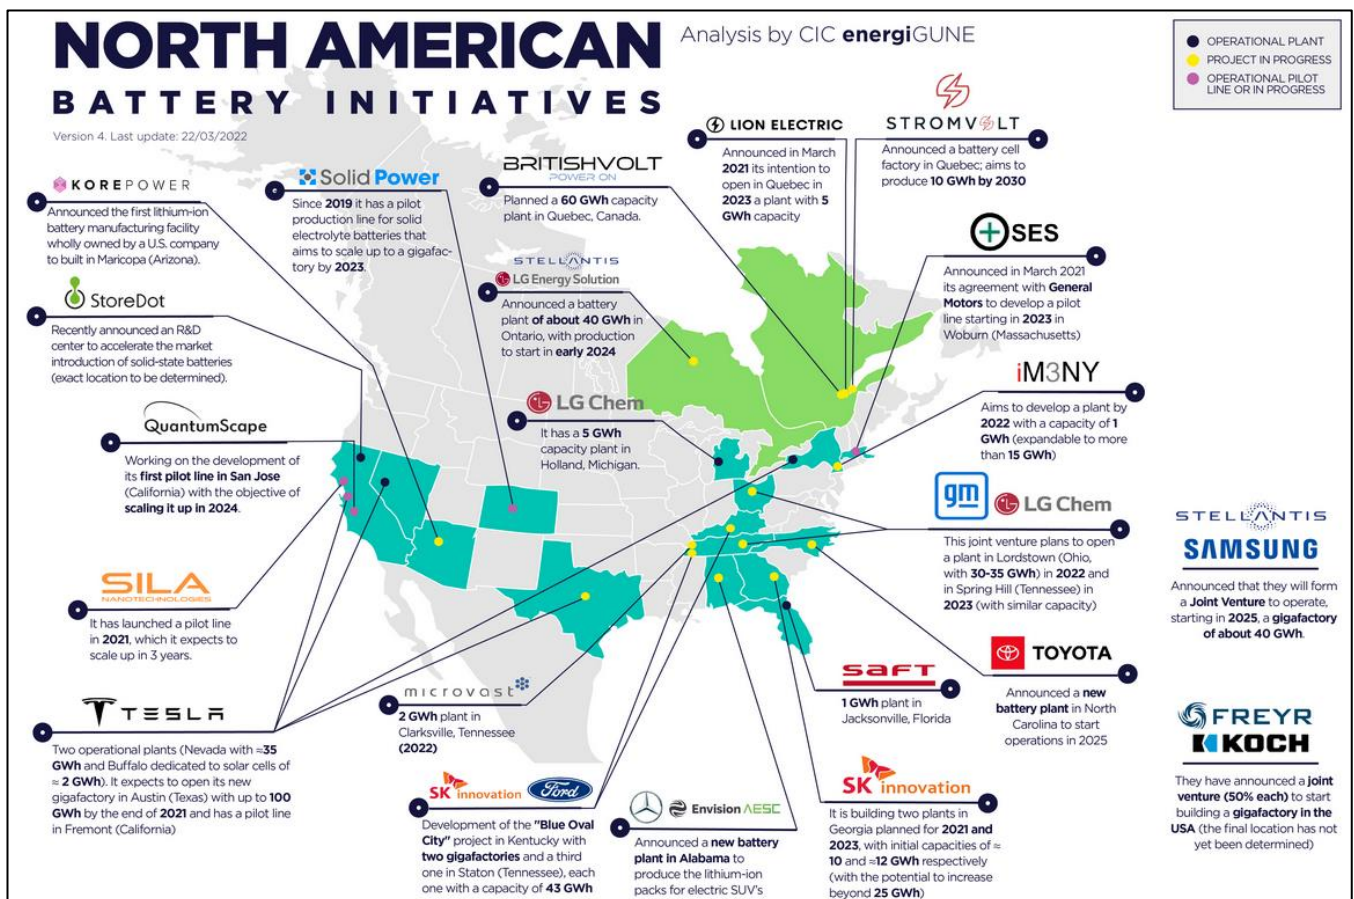 NORTH AMERICAN
BATTERY INITIATIVES
Analysis by CIC energiGUNE
Version 4. Last update: 22/03/2022
OPERATIONAL PLANT
PROJECT IN PROGRESS
OPERATIONAL PILOT
LINE OR IN PROGRESS
KOREPOWER
Announced the first lithium-ion
battery manufacturing facility
wholly owned by a U.S. company
to built in Maricopa (Arizona).
Solid Power
Since 2019 it has a pilot
production line for solid
electrolyte batteries that
aims to scale up to a gigafac-
tory by 2023.
BRITISHVOLT
POWER ON
Planned a 60 GWh capacity
plant in Quebec, Canada.
LION ELECTRIC
Announced in March
2021 its intention to
open in Quebec in
2023 a plant with 5
GWh capacity
STROMVOLT
Announced a battery cell
factory in Quebec; aims to
produce 10 GWh by 2030
StoreDot
Recently announced an R&D
center to accelerate the market
introduction of solid-state batteries
(exact location to be determined).
STELLANTIS
LG Energy Solution
Announced a battery
plant of about 40 GWh in
Ontario, with production
to start in early 2024
SES
Announced in March 2021
its agreement with General
Motors to develop a pilot
line starting in 2023 in
Woburn (Massachusetts)
QuantumScape
Working on the development of
its first pilot line in San Jose
(California) with the objective of
scaling it up in 2024.
LG Chem
It has a 5 GWh
capacity plant in
Holland, Michigan.
iM3NY
Aims to develop a plant by
2022 with a capacity of 1
GWh (expandable to more
than 15 GWh)
gm
LG Chem
This joint venture plans to open
a plant in Lordstown (Ohio,
with 30-35 GWh) in 2022 and
in Spring Hill (Tennessee) in
2023 (with similar capacity)
STELLANTIS
SAMSUNG
Announced that they will form
a Joint Venture to operate,
starting in 2025, a gigafactory
of about 40 GWh.
SILA
NANOTECHNOLOGIES
It has launched a pilot line
in 2021, which it expects to
scale up in 3 years.
TESLA
Two operational plants (Nevada with ≈35
GWh and Buffalo dedicated to solar cells of
≈ 2 GWh). It expects to open its new
gigafactory in Austin (Texas) with up to 100
GWh by the end of 2021 and has a pilot line
in Fremont (California)
microvast
2 GWh plant in
Clarksville, Tennessee
(2022)
SAFT
1 GWh plant in
Jacksonville, Florida
TOYOTA
Announced a new
battery plant in North
Carolina to start
operations in 2025
FREYR
KOCH
They have announced a joint
venture (50% each) to start
building a gigafactory in the
USA (the final location has not
yet been determined)
SK innovation
Ford
Development of the "Blue Oval
City" project in Kentucky with
two gigafactories and a third
one in Staton (Tennessee), each
one with a capacity of 43 GWh
Envision AESC
Announced a new battery
plant in Alabama to
produce the lithium-ion
packs for electric SUV's
SK innovation
It is building two plants in
Georgia planned for 2021 and
2023, with initial capacities of ≈
10 and ≈12 GWh respectively
(with the potential to increase
beyond 25 GWh)